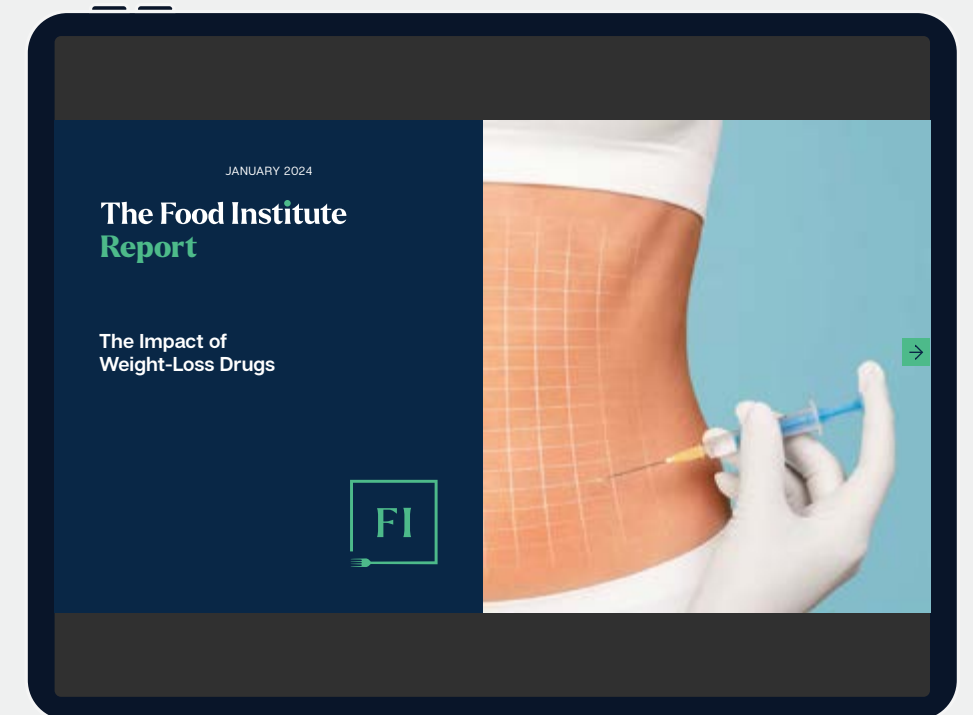 JANUARY 2024
The Food Institute
Report
The Impact of
Weight-Loss Drugs
FI